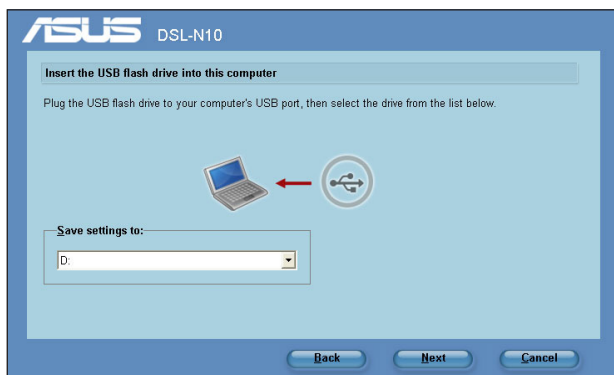 ASUS DSL-N10
Insert the USB flash drive into this computer
Plug the USB flash drive to your computer's USB port, then select the drive from the list below.
Save settings to:
D:
Back Next Cancel